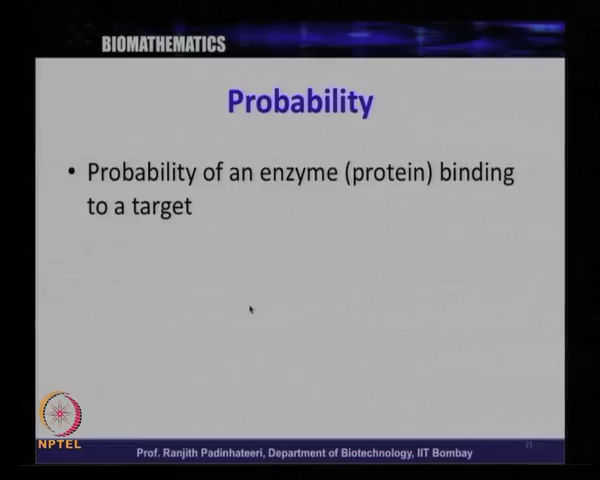 BIOMATHEMATICS
Probability
• Probability of an enzyme (protein) binding
to a target
NPTEL
Prof. Ranjith Padinhateeri, Department of Biotechnology, IIT Bombay